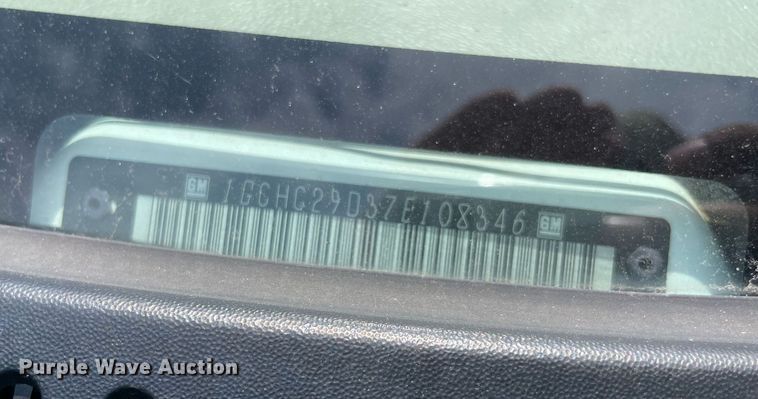 GM 1GCHC29D37E108346 GM
Purple Wave Auction